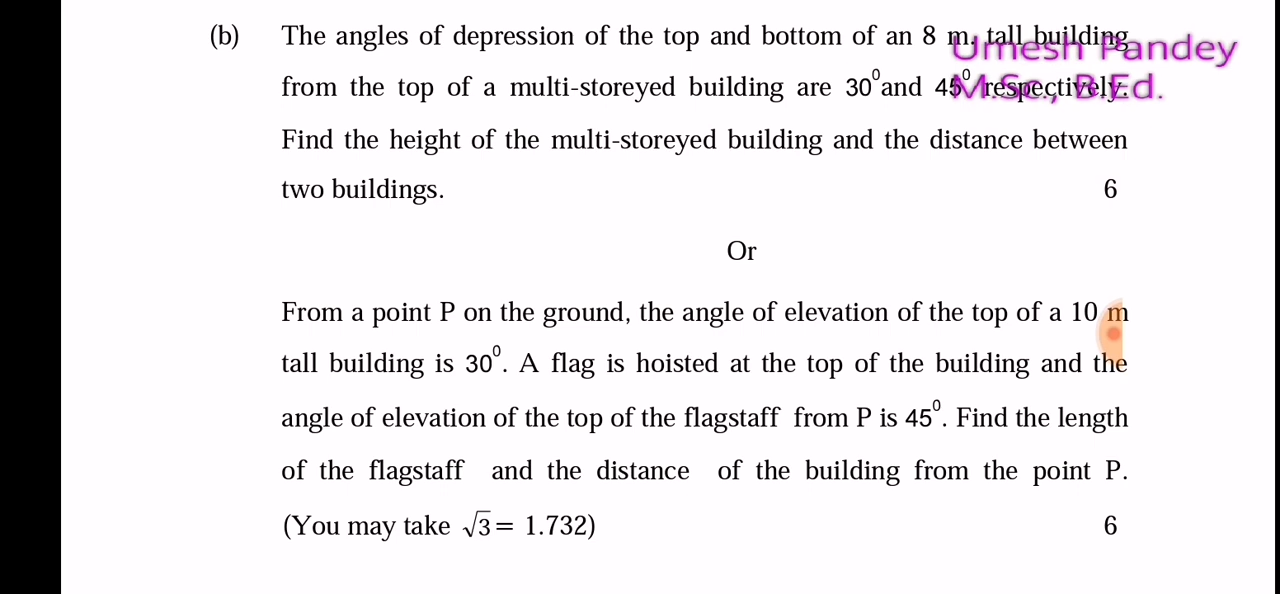 (b) The angles of depression of the top and bottom of an 8 m. tall building
Umesh Pandey
from the top of a multi-storeyed building are 30⁰ and 45⁰ respectively.
M.Sc., B.Ed.
Find the height of the multi-storeyed building and the distance between
two buildings. 6
Or
From a point P on the ground, the angle of elevation of the top of a 10 m
tall building is 30⁰. A flag is hoisted at the top of the building and the
angle of elevation of the top of the flagstaff from P is 45⁰. Find the length
of the flagstaff and the distance of the building from the point P.
(You may take √3 = 1.732) 6